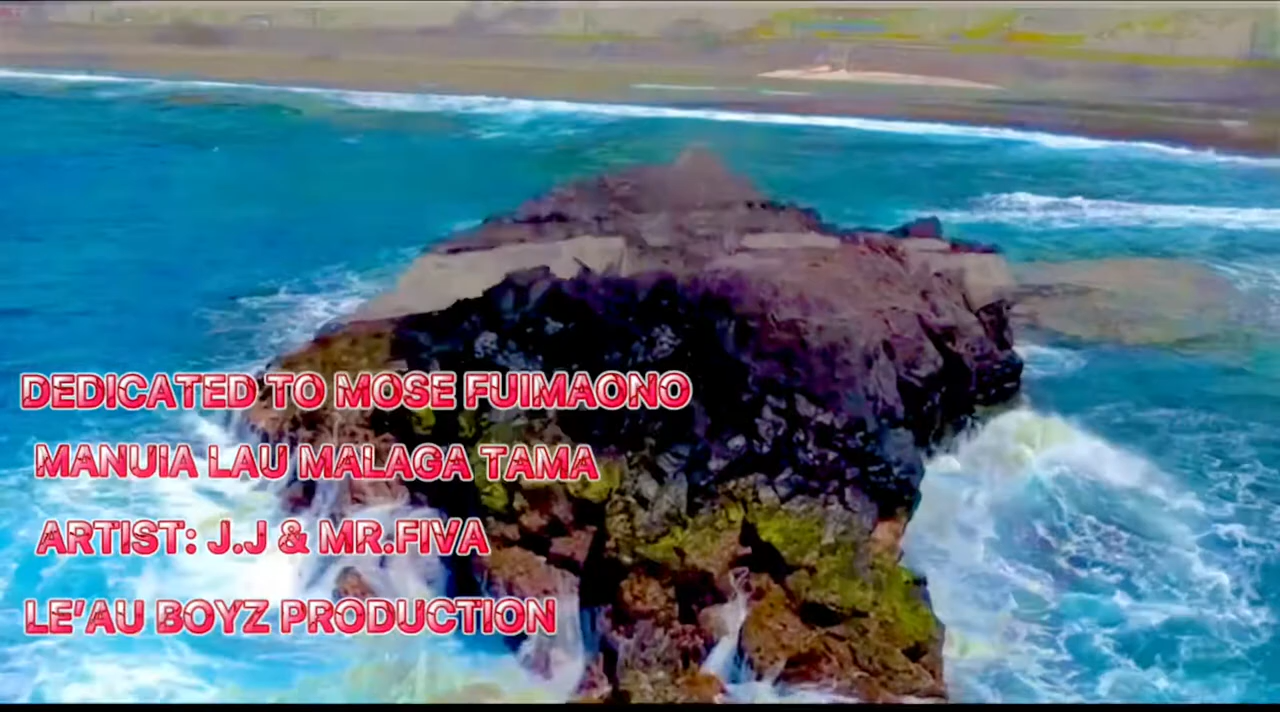 DEDICATED TO MOSE FUIMAONO
MANUIA LAU MALAGA TAMA
ARTIST: J.J & MR.FIVA
LE'AU BOYZ PRODUCTION